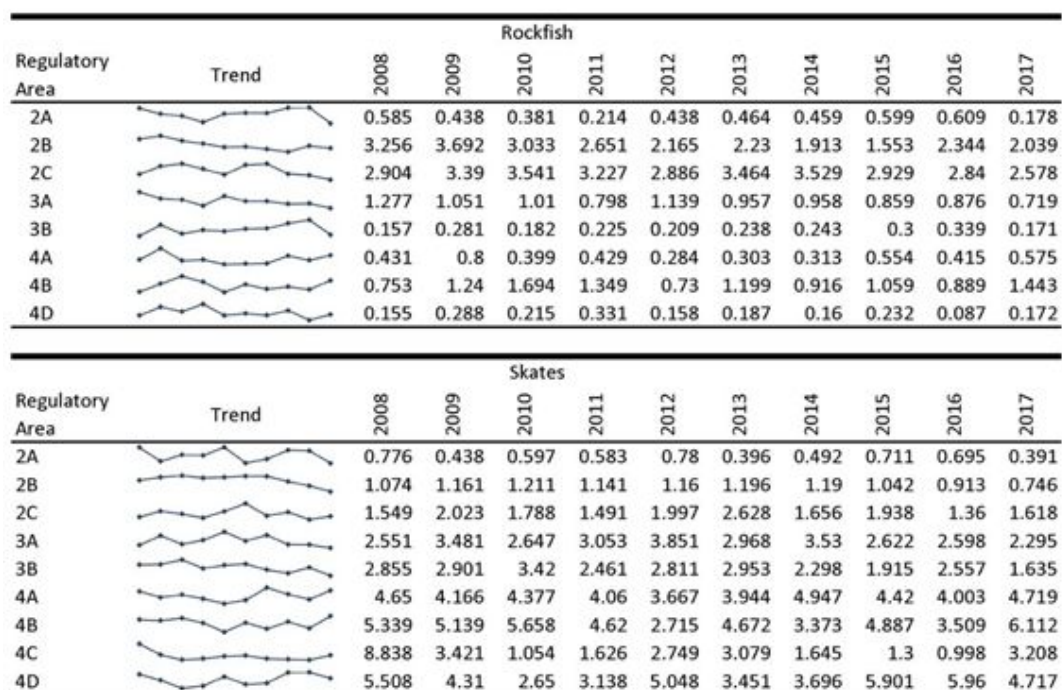 Rockfish
Regulatory Area Trend 2008 2009 2010 2011 2012 2013 2014 2015 2016 2017
2A 0.585 0.438 0.381 0.214 0.438 0.464 0.459 0.599 0.609 0.178
2B 3.256 3.692 3.033 2.651 2.165 2.23 1.913 1.553 2.344 2.039
2C 2.904 3.39 3.541 3.227 2.886 3.464 3.529 2.929 2.84 2.578
3A 1.277 1.051 1.01 0.798 1.139 0.957 0.958 0.859 0.876 0.719
3B 0.157 0.281 0.182 0.225 0.209 0.238 0.243 0.3 0.339 0.171
4A 0.431 0.8 0.399 0.429 0.284 0.303 0.313 0.554 0.415 0.575
4B 0.753 1.24 1.694 1.349 0.73 1.199 0.916 1.059 0.889 1.443
4D 0.155 0.288 0.215 0.331 0.158 0.187 0.16 0.232 0.087 0.172
Skates
Regulatory Area Trend 2008 2009 2010 2011 2012 2013 2014 2015 2016 2017
2A 0.776 0.438 0.597 0.583 0.78 0.396 0.492 0.711 0.695 0.391
2B 1.074 1.161 1.211 1.141 1.16 1.196 1.19 1.042 0.913 0.746
2C 1.549 2.023 1.788 1.491 1.997 2.628 1.656 1.938 1.36 1.618
3A 2.551 3.481 2.647 3.053 3.851 2.968 3.53 2.622 2.598 2.295
3B 2.855 2.901 3.42 2.461 2.811 2.953 2.298 1.915 2.557 1.635
4A 4.65 4.166 4.377 4.06 3.667 3.944 4.947 4.42 4.003 4.719
4B 5.339 5.139 5.658 4.62 2.715 4.672 3.373 4.887 3.509 6.112
4C 8.838 3.421 1.054 1.626 2.749 3.079 1.645 1.3 0.998 3.208
4D 5.508 4.31 2.65 3.138 5.048 3.451 3.696 5.901 5.96 4.717